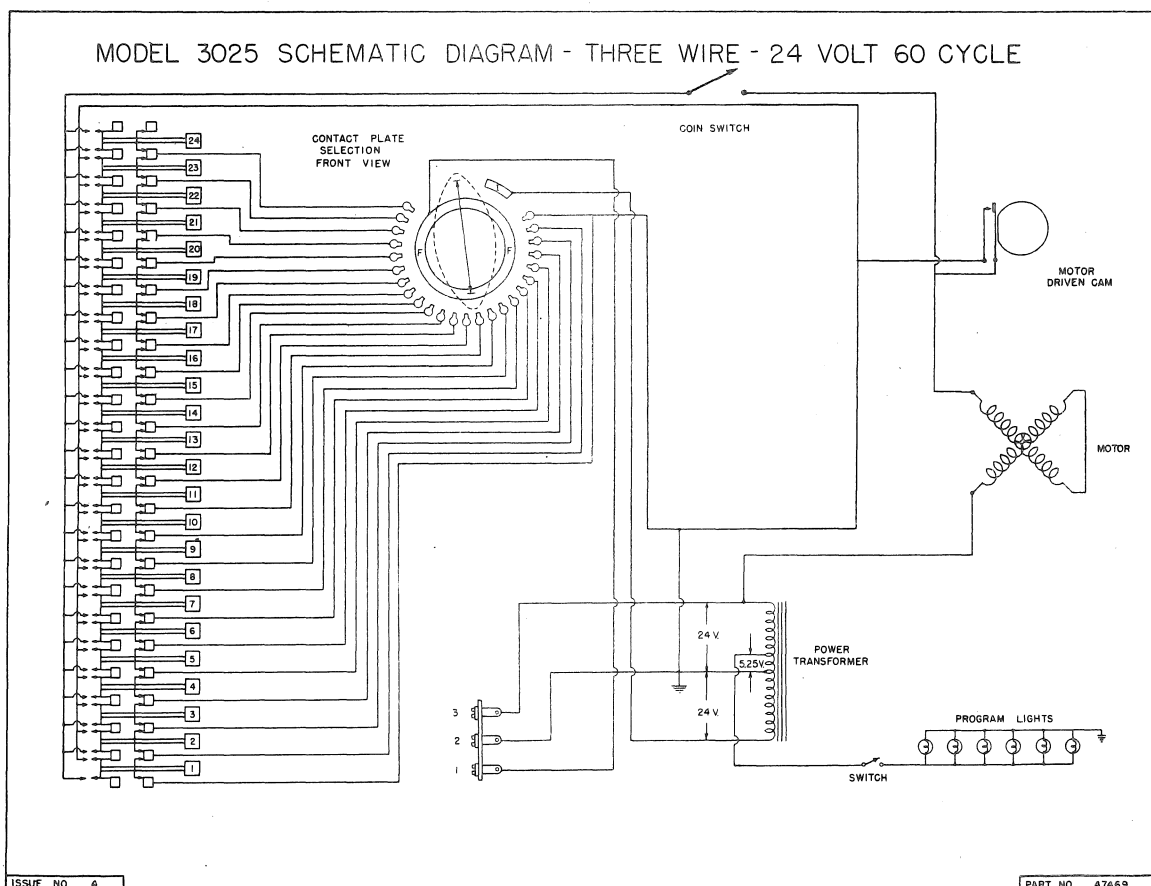 MODEL 3025 SCHEMATIC DIAGRAM - THREE WIRE - 24 VOLT 60 CYCLE
COIN SWITCH
CONTACT PLATE
SELECTION
FRONT VIEW
24
23
22
21
20
19
18
17
16
15
14
13
12
11
10
9
8
7
6
5
4
3
2
1
F
F
MOTOR
DRIVEN CAM
MOTOR
24 V.
5.25V.
24 V.
POWER
TRANSFORMER
3
2
1
PROGRAM LIGHTS
SWITCH
ISSUE NO. A
PART NO. A7469